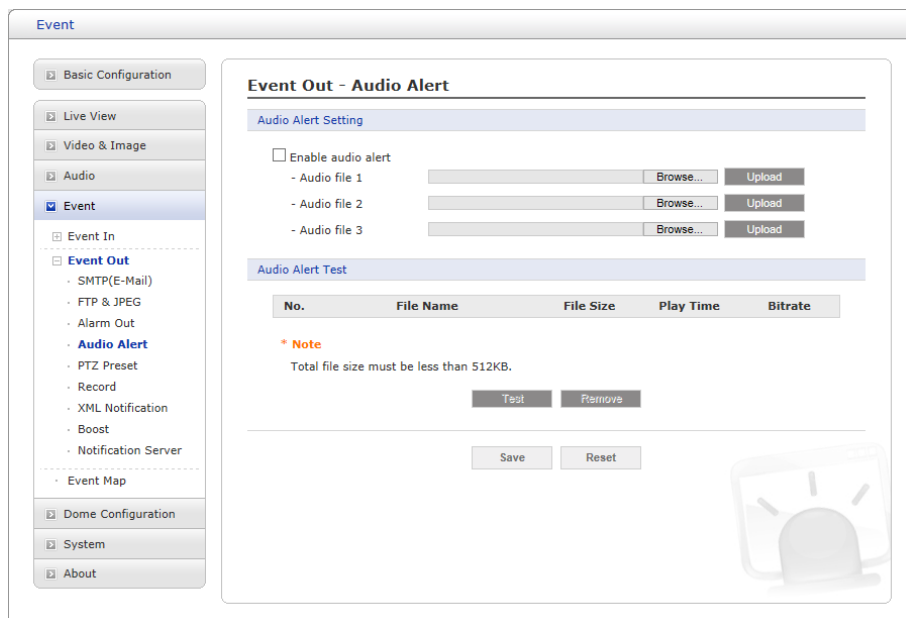 Event
Basic Configuration
Live View
Video & Image
Audio
Event
Event In
Event Out
· SMTP(E-Mail)
· FTP & JPEG
· Alarm Out
· Audio Alert
· PTZ Preset
· Record
· XML Notification
· Boost
· Notification Server
· Event Map
Dome Configuration
System
About
Event Out - Audio Alert
Audio Alert Setting
Enable audio alert
- Audio file 1 Browse... Upload
- Audio file 2 Browse... Upload
- Audio file 3 Browse... Upload
Audio Alert Test
No. File Name File Size Play Time Bitrate
* Note
Total file size must be less than 512KB.
Test Remove
Save Reset